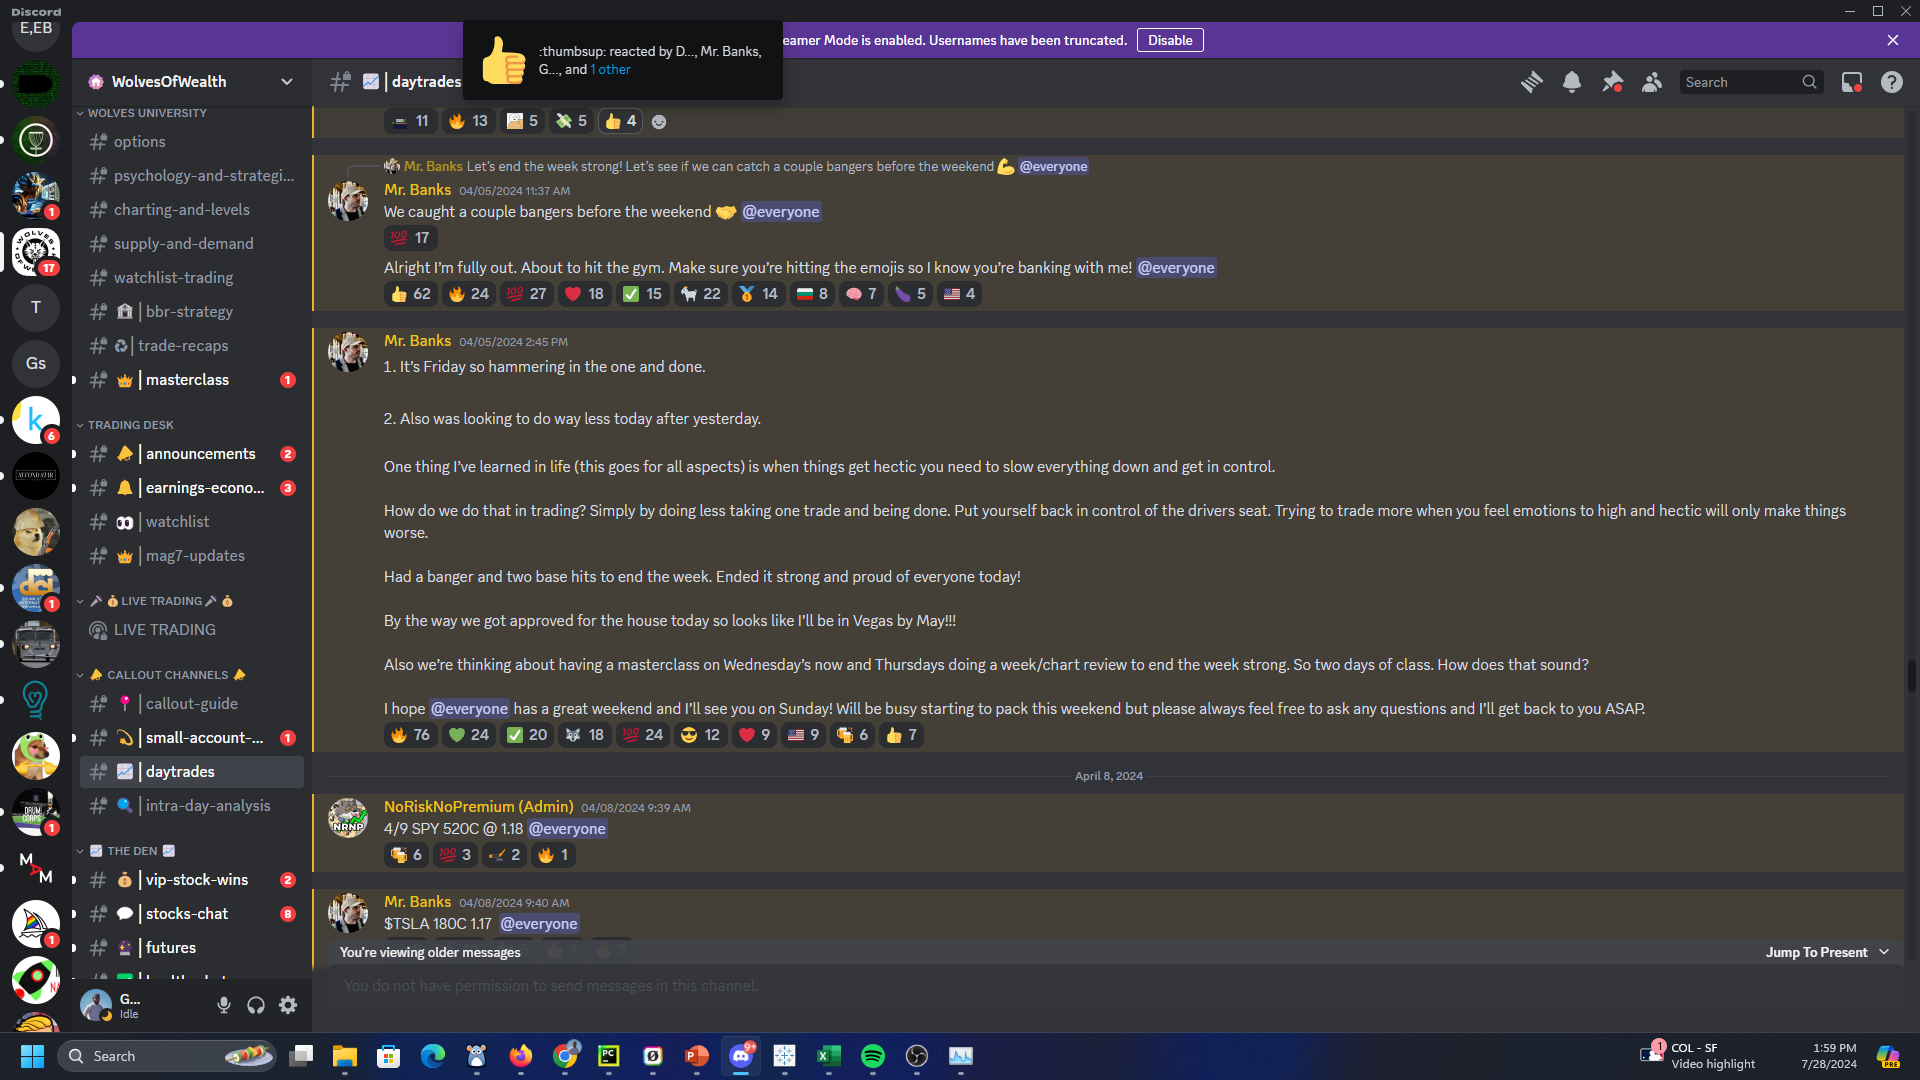 Discord
E,EB
:thumbsup: reacted by D..., Mr. Banks,
G..., and 1 other
eamer Mode is enabled. Usernames have been truncated.
Disable
WolvesOfWealth
daytrades
Search
WOLVES UNIVERSITY
options
psychology-and-strategi...
charting-and-levels
supply-and-demand
watchlist-trading
bbr-strategy
trade-recaps
masterclass 1
TRADING DESK
announcements 2
earnings-econo... 3
watchlist
mag7-updates
LIVE TRADING
LIVE TRADING
CALLOUT CHANNELS
callout-guide
small-account-... 1
daytrades
intra-day-analysis
THE DEN
vip-stock-wins 2
stocks-chat 8
futures
1
WOLVES
17
T
Gs
k
6
SECOND STAR
dci
1
DRUM
CORPS
1
M
A
M
1
G...
Idle
11 13 5 5 4
Mr. Banks Let's end the week strong! Let's see if we can catch a couple bangers before the weekend @everyone
Mr. Banks 04/05/2024 11:37 AM
We caught a couple bangers before the weekend @everyone
100 17
Alright I'm fully out. About to hit the gym. Make sure you're hitting the emojis so I know you're banking with me! @everyone
62 24 100 27 18 15 22 14 8 7 5 4
Mr. Banks 04/05/2024 2:45 PM
1. It's Friday so hammering in the one and done.
2. Also was looking to do way less today after yesterday.
One thing I've learned in life (this goes for all aspects) is when things get hectic you need to slow everything down and get in control.
How do we do that in trading? Simply by doing less taking one trade and being done. Put yourself back in control of the drivers seat. Trying to trade more when you feel emotions to high and hectic will only make things
worse.
Had a banger and two base hits to end the week. Ended it strong and proud of everyone today!
By the way we got approved for the house today so looks like I'll be in Vegas by May!!!
Also we're thinking about having a masterclass on Wednesday's now and Thursdays doing a week/chart review to end the week strong. So two days of class. How does that sound?
I hope @everyone has a great weekend and I'll see you on Sunday! Will be busy starting to pack this weekend but please always feel free to ask any questions and I'll get back to you ASAP.
76 24 20 18 100 24 12 9 9 6 7
April 8, 2024
NoRiskNoPremium (Admin) 04/08/2024 9:39 AM
NRNP
4/9 SPY 520C @ 1.18 @everyone
6 100 3 2 1
Mr. Banks 04/08/2024 9:40 AM
$TSLA 180C 1.17 @everyone
You're viewing older messages
Jump To Present
You do not have permission to send messages in this channel.
Search
PC
P
9+
X
1
COL - SF
Video highlight
1:59 PM
7/28/2024
PRE